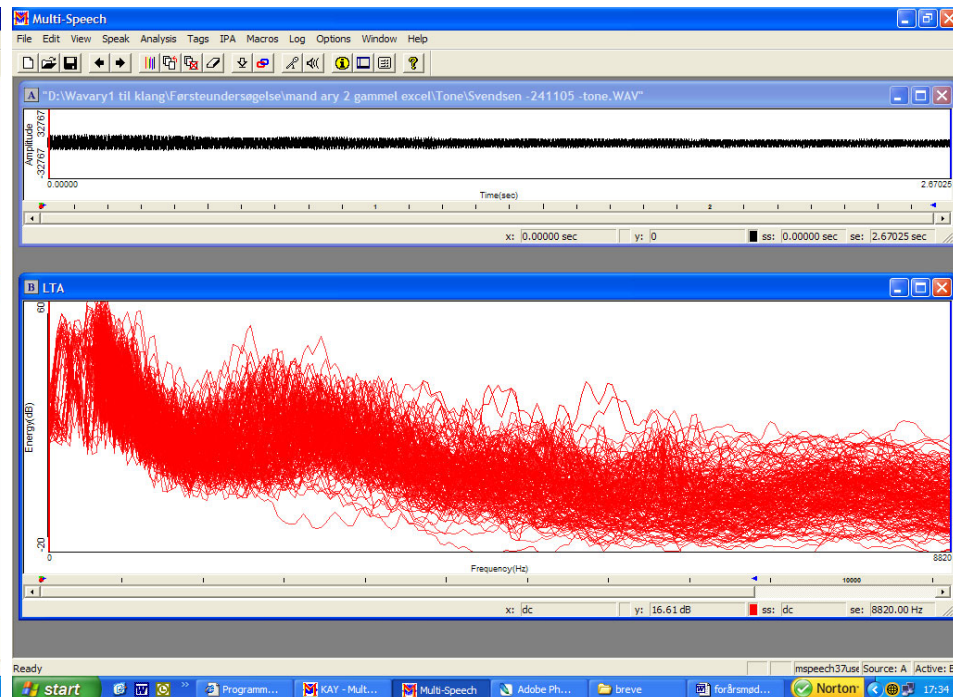 Multi-Speech
File Edit View Speak Analysis Tags IPA Macros Log Options Window Help
A "D:\Wavary1 til klang\Førsteundersøgelse\mand ary 2 gammel excel\Tone\Svendsen -241105 -tone.WAV"
Amplitude
-32767 32767
0.00000 2.67025
Time(sec)
1 2
x: 0.00000 sec y: 0 ss: 0.00000 sec se: 2.67025 sec
B LTA
60
Energy(dB)
-20
0 8820
Frequency(Hz)
10000
x: dc y: 16.61 dB ss: dc se: 8820.00 Hz
Ready mspeech37use Source: A Active: B
start Programm... KAY - Mult... Multi-Speech Adobe Ph... breve forårsmød... Norton 17:34